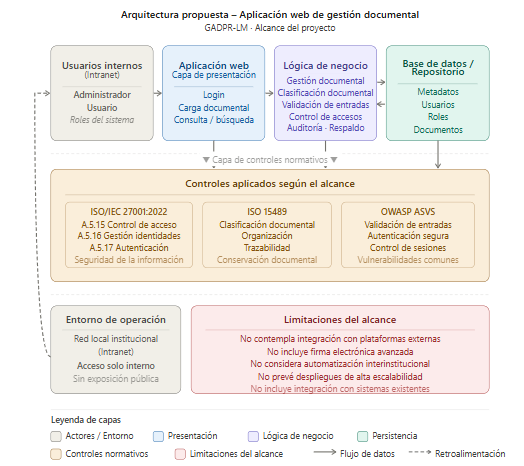 Arquitectura propuesta – Aplicación web de gestión documental
GADPR-LM · Alcance del proyecto
Usuarios internos
(Intranet)
Administrador
Usuario
Roles del sistema
Aplicación web
Capa de presentación
Login
Carga documental
Consulta / búsqueda
Lógica de negocio
Gestión documental
Clasificación documental
Validación de entradas
Control de accesos
Auditoría · Respaldo
Base de datos /
Repositorio
Metadatos
Usuarios
Roles
Documentos
▼ Capa de controles normativos ▼
Controles aplicados según el alcance
ISO/IEC 27001:2022
A.5.15 Control de acceso
A.5.16 Gestión identidades
A.5.17 Autenticación
Seguridad de la información
ISO 15489
Clasificación documental
Organización
Trazabilidad
Conservación documental
OWASP ASVS
Validación de entradas
Autenticación segura
Control de sesiones
Vulnerabilidades comunes
Entorno de operación
Red local institucional
(Intranet)
Acceso solo interno
Sin exposición pública
Limitaciones del alcance
No contempla integración con plataformas externas
No incluye firma electrónica avanzada
No considera automatización interinstitucional
No prevé despliegues de alta escalabilidad
No incluye integración con sistemas existentes
Leyenda de capas
Actores / Entorno
Presentación
Lógica de negocio
Persistencia
Controles normativos
Limitaciones del alcance
Flujo de datos
Retroalimentación